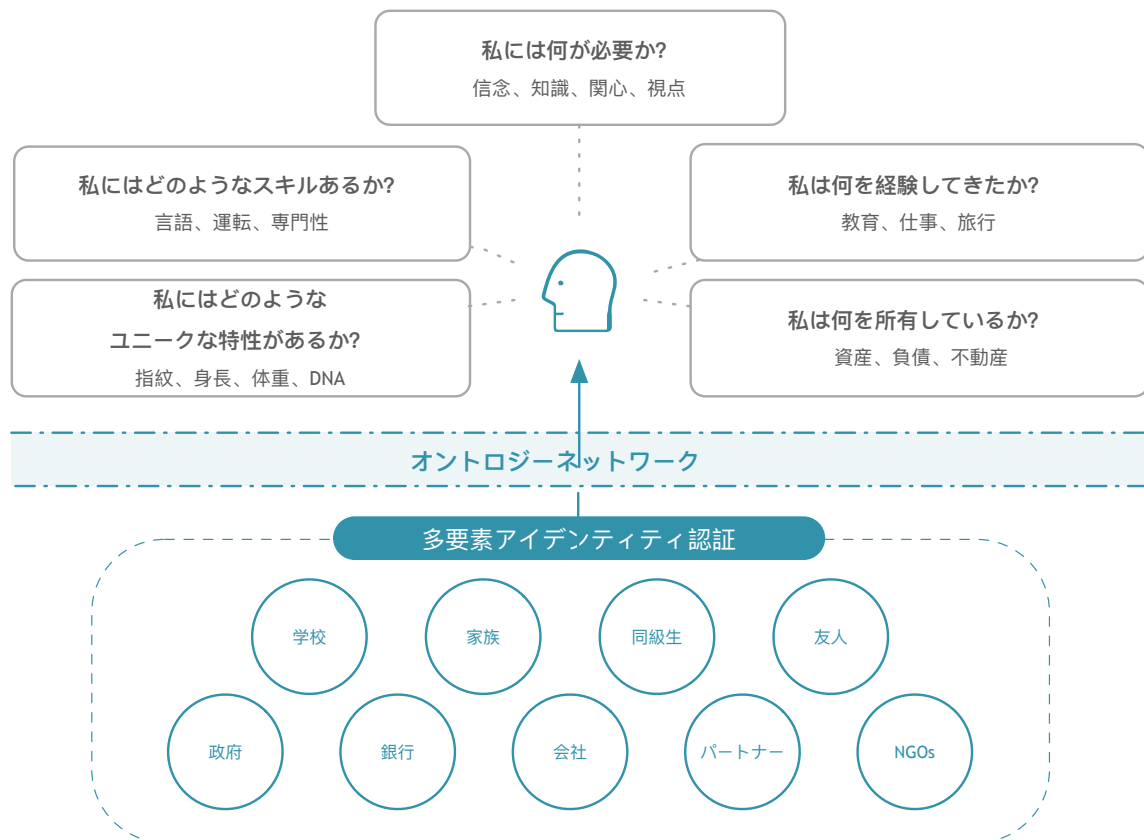 私には何が必要か?
信念、知識、関心、視点
私にはどのようなスキルあるか?
言語、運転、専門性
私は何を経験してきたか?
教育、仕事、旅行
私にはどのような
ユニークな特性があるか?
指紋、身長、体重、DNA
私は何を所有しているか?
資産、負債、不動産
オントロジーネットワーク
多要素アイデンティティ認証
学校
家族
同級生
友人
政府
銀行
会社
パートナー
NGOs